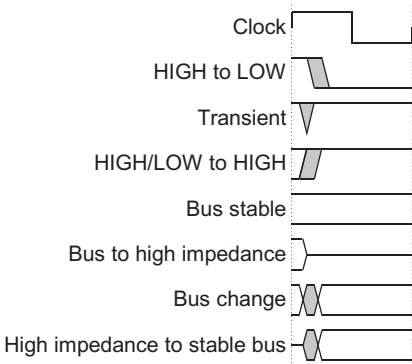 Clock
HIGH to LOW
Transient
HIGH/LOW to HIGH
Bus stable
Bus to high impedance
Bus change
High impedance to stable bus